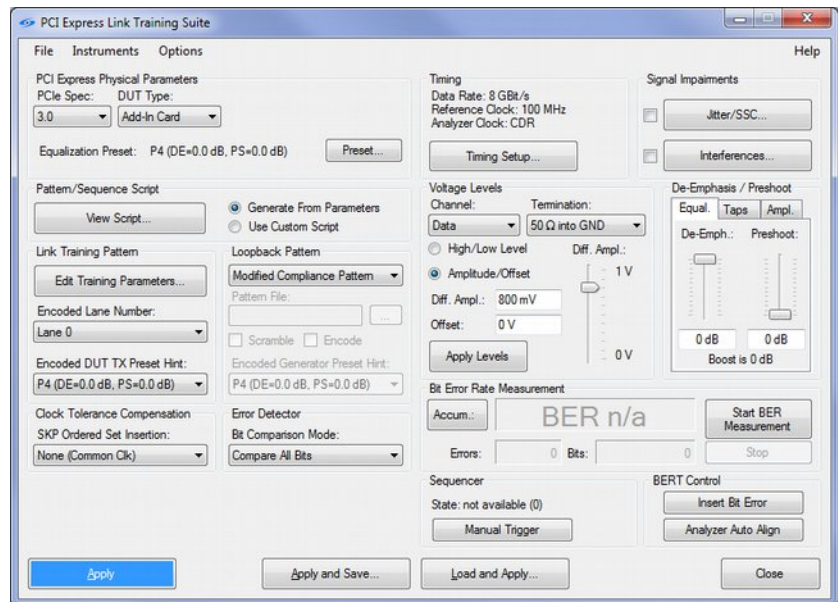 PCI Express Link Training Suite
File Instruments Options Help
PCI Express Physical Parameters
PCIe Spec: DUT Type:
3.0 Add-In Card
Equalization Preset: P4 (DE=0.0 dB, PS=0.0 dB) Preset...
Timing
Data Rate: 8 GBit/s
Reference Clock: 100 MHz
Analyzer Clock: CDR
Timing Setup...
Signal Impairments
Jitter/SSC...
Interferences...
Pattern/Sequence Script
View Script...
Generate From Parameters
Use Custom Script
Link Training Pattern
Edit Training Parameters...
Encoded Lane Number:
Lane 0
Encoded DUT TX Preset Hint:
P4 (DE=0.0 dB, PS=0.0 dB)
Loopback Pattern
Modified Compliance Pattern
Pattern File:
...
Scramble Encode
Encoded Generator Preset Hint:
P4 (DE=0.0 dB, PS=0.0 dB)
Voltage Levels
Channel: Termination:
Data 50 Ω into GND
High/Low Level Diff. Ampl.:
Amplitude/Offset 1 V
Diff. Ampl.: 800 mV
Offset: 0 V
Apply Levels 0 V
De-Emphasis / Preshoot
Equal. Taps Ampl.
De-Emph.: Preshoot:
0 dB 0 dB
Boost is 0 dB
Clock Tolerance Compensation
SKP Ordered Set Insertion:
None (Common Clk)
Error Detector
Bit Comparison Mode:
Compare All Bits
Bit Error Rate Measurement
Accum.: BER n/a Start BER Measurement
Errors: 0 Bits: 0 Stop
Sequencer
State: not available (0)
Manual Trigger
BERT Control
Insert Bit Error
Analyzer Auto Align
Apply Apply and Save... Load and Apply... Close